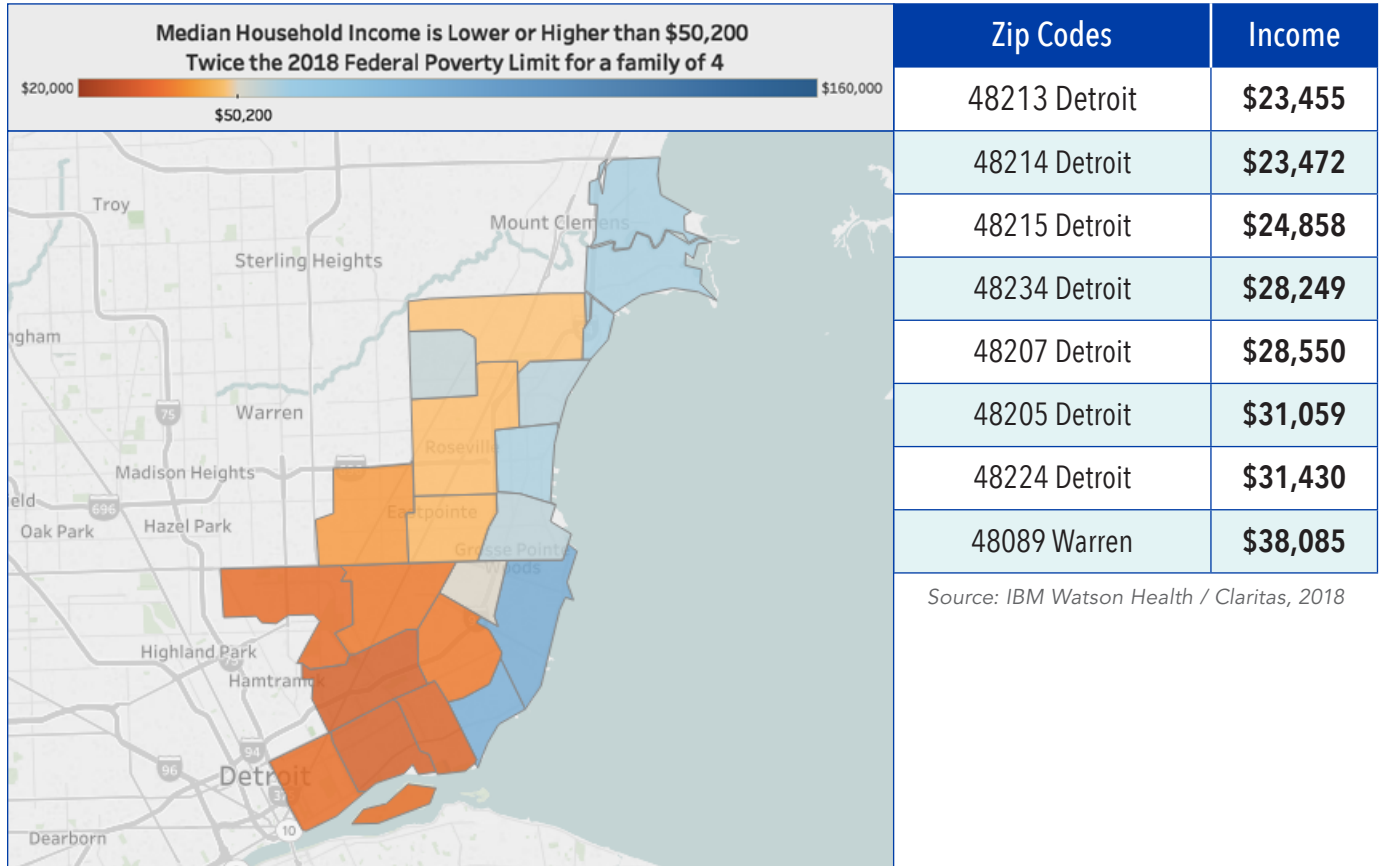 Median Household Income is Lower or Higher than $50,200
Twice the 2018 Federal Poverty Limit for a family of 4
$20,000
$160,000
$50,200
Troy
Mount Clemens
Sterling Heights
ngham
75
Warren
Roseville
Madison Heights
eld
696
Eastpointe
Oak Park
Hazel Park
Grosse Pointe
Woods
Highland Park
75
Hamtramck
94
96
Detroit
10
Dearborn
Zip Codes Income
48213 Detroit $23,455
48214 Detroit $23,472
48215 Detroit $24,858
48234 Detroit $28,249
48207 Detroit $28,550
48205 Detroit $31,059
48224 Detroit $31,430
48089 Warren $38,085
Source: IBM Watson Health / Claritas, 2018